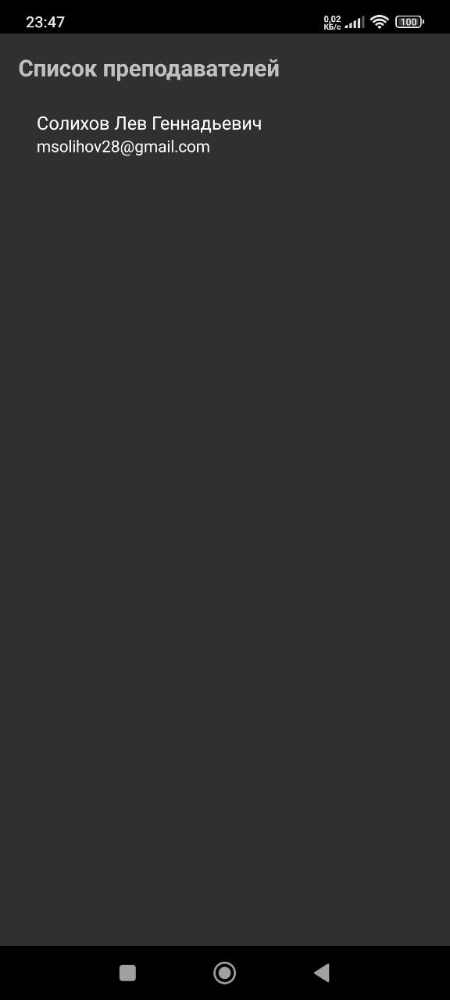 23:47
0,02
КБ/с
100
Список преподавателей
Солихов Лев Геннадьевич
msolihov28@gmail.com